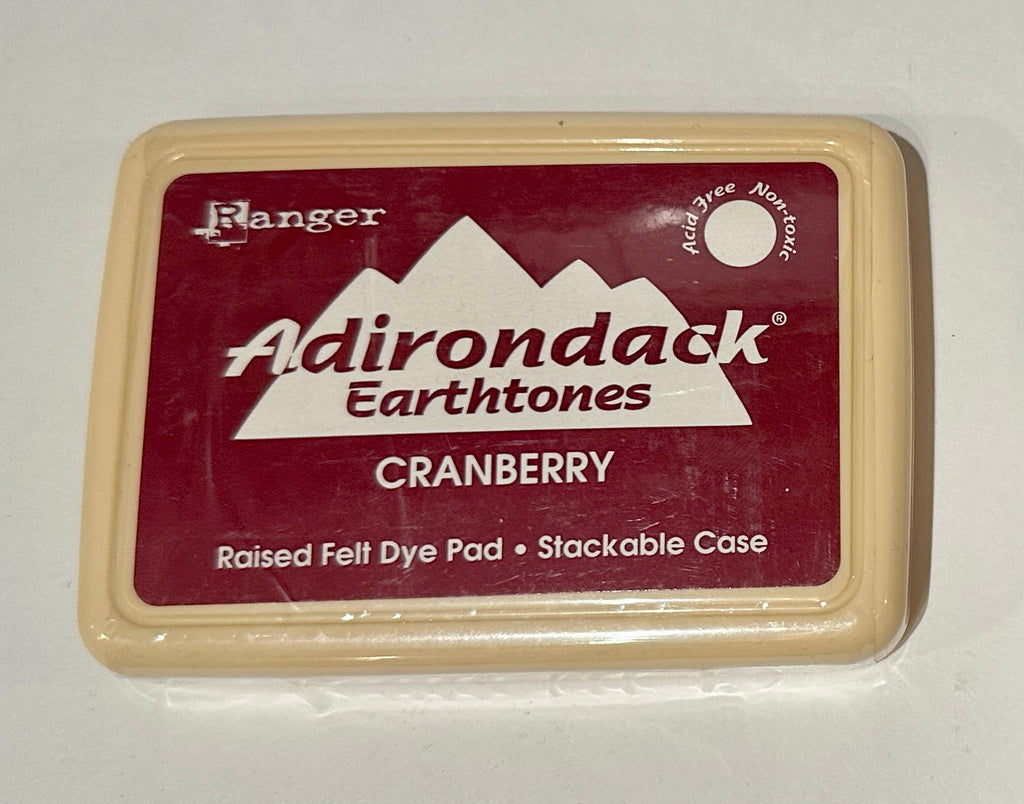 Ranger
Acid Free Non-toxic
Adirondack®
Earthtones
CRANBERRY
Raised Felt Dye Pad • Stackable Case